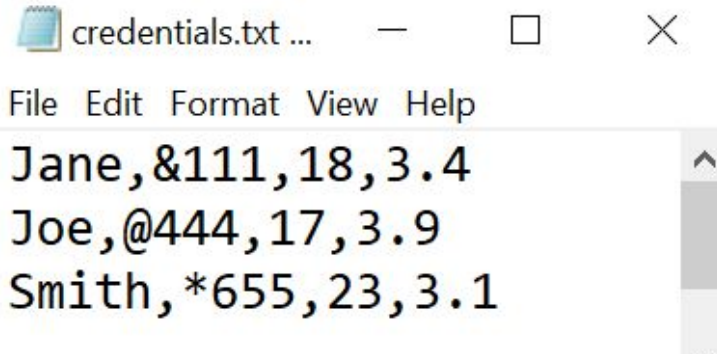 credentials.txt ...
File Edit Format View Help
Jane,&111,18,3.4
Joe,@444,17,3.9
Smith,*655,23,3.1